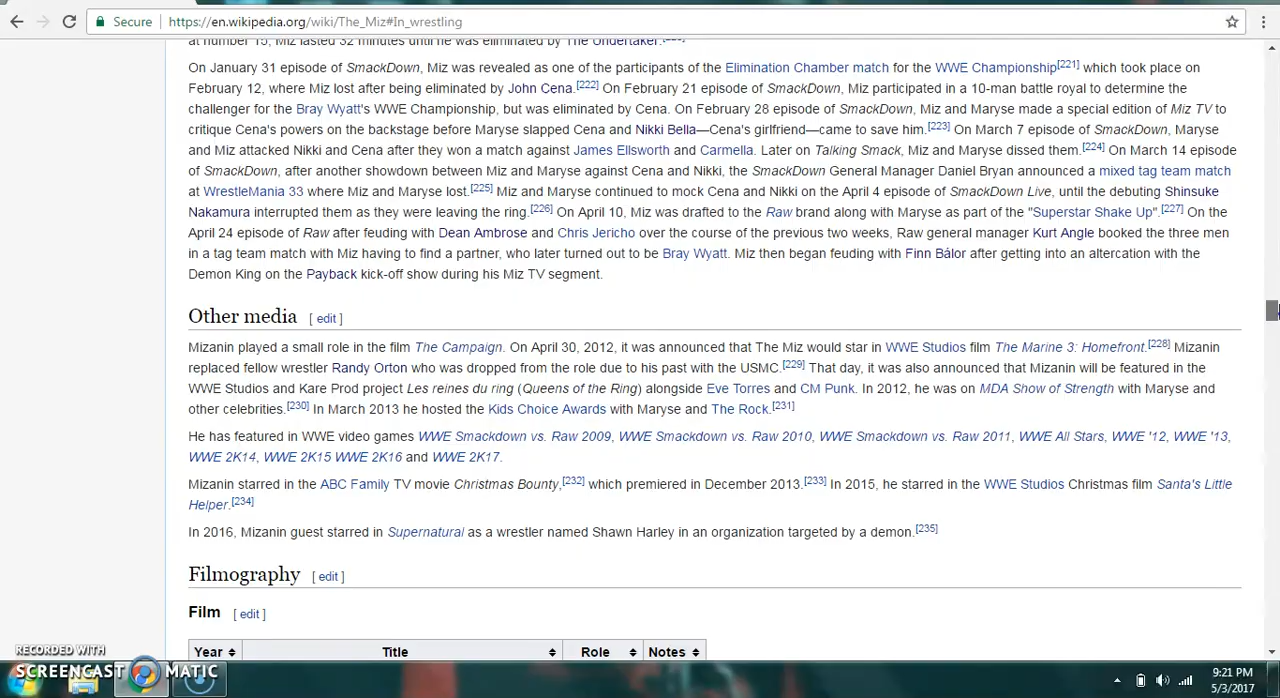 Secure https://en.wikipedia.org/wiki/The_Miz#In_wrestling
at number 15, Miz lasted 32 minutes until he was eliminated by The Undertaker.
On January 31 episode of SmackDown, Miz was revealed as one of the participants of the Elimination Chamber match for the WWE Championship[221] which took place on
February 12, where Miz lost after being eliminated by John Cena.[222] On February 21 episode of SmackDown, Miz participated in a 10-man battle royal to determine the
challenger for the Bray Wyatt's WWE Championship, but was eliminated by Cena. On February 28 episode of SmackDown, Miz and Maryse made a special edition of Miz TV to
critique Cena's powers on the backstage before Maryse slapped Cena and Nikki Bella—Cena's girlfriend—came to save him.[223] On March 7 episode of SmackDown, Maryse
and Miz attacked Nikki and Cena after they won a match against James Ellsworth and Carmella. Later on Talking Smack, Miz and Maryse dissed them.[224] On March 14 episode
of SmackDown, after another showdown between Miz and Maryse against Cena and Nikki, the SmackDown General Manager Daniel Bryan announced a mixed tag team match
at WrestleMania 33 where Miz and Maryse lost.[225] Miz and Maryse continued to mock Cena and Nikki on the April 4 episode of SmackDown Live, until the debuting Shinsuke
Nakamura interrupted them as they were leaving the ring.[226] On April 10, Miz was drafted to the Raw brand along with Maryse as part of the "Superstar Shake Up".[227] On the
April 24 episode of Raw after feuding with Dean Ambrose and Chris Jericho over the course of the previous two weeks, Raw general manager Kurt Angle booked the three men
in a tag team match with Miz having to find a partner, who later turned out to be Bray Wyatt. Miz then began feuding with Finn Bálor after getting into an altercation with the
Demon King on the Payback kick-off show during his Miz TV segment.
Other media [ edit ]
Mizanin played a small role in the film The Campaign. On April 30, 2012, it was announced that The Miz would star in WWE Studios film The Marine 3: Homefront.[228] Mizanin
replaced fellow wrestler Randy Orton who was dropped from the role due to his past with the USMC.[229] That day, it was also announced that Mizanin will be featured in the
WWE Studios and Kare Prod project Les reines du ring (Queens of the Ring) alongside Eve Torres and CM Punk. In 2012, he was on MDA Show of Strength with Maryse and
other celebrities.[230] In March 2013 he hosted the Kids Choice Awards with Maryse and The Rock.[231]
He has featured in WWE video games WWE Smackdown vs. Raw 2009, WWE Smackdown vs. Raw 2010, WWE Smackdown vs. Raw 2011, WWE All Stars, WWE '12, WWE '13,
WWE 2K14, WWE 2K15 WWE 2K16 and WWE 2K17.
Mizanin starred in the ABC Family TV movie Christmas Bounty,[232] which premiered in December 2013.[233] In 2015, he starred in the WWE Studios Christmas film Santa's Little
Helper.[234]
In 2016, Mizanin guest starred in Supernatural as a wrestler named Shawn Harley in an organization targeted by a demon.[235]
Filmography [ edit ]
Film [ edit ]
Year Title Role Notes
RECORDED WITH
SCREENCAST MATIC
9:21 PM
5/3/2017